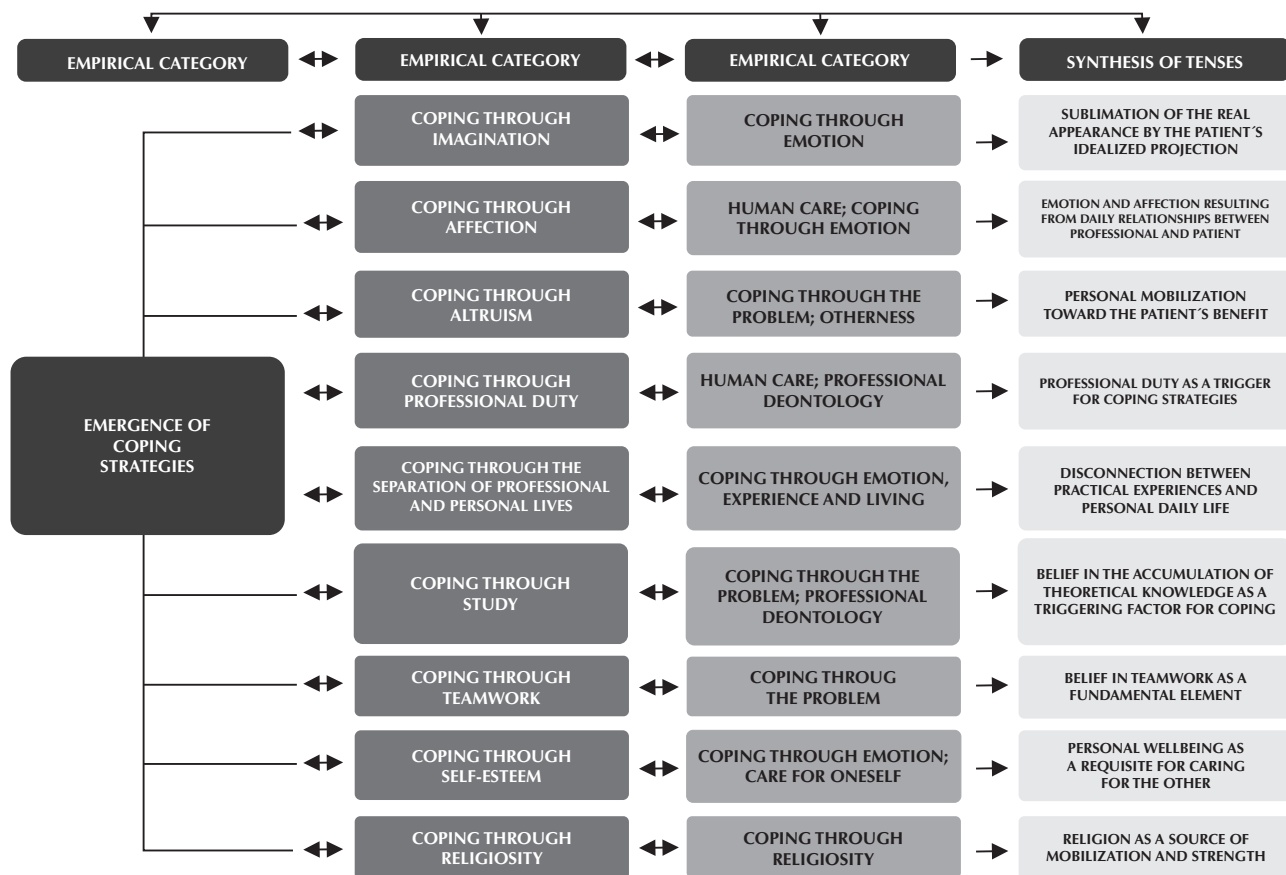 EMPIRICAL CATEGORY
EMPIRICAL CATEGORY
EMPIRICAL CATEGORY
SYNTHESIS OF TENSES
EMERGENCE OF
COPING
STRATEGIES
COPING THROUGH
IMAGINATION
COPING THROUGH
EMOTION
SUBLIMATION OF THE REAL
APPEARANCE BY THE PATIENT´S
IDEALIZED PROJECTION
COPING THROUGH
AFFECTION
HUMAN CARE; COPING
THROUGH EMOTION
EMOTION AND AFFECTION RESULTING
FROM DAILY RELATIONSHIPS BETWEEN
PROFESSIONAL AND PATIENT
COPING THROUGH
ALTRUISM
COPING THROUGH THE
PROBLEM; OTHERNESS
PERSONAL MOBILIZATION
TOWARD THE PATIENT´S BENEFIT
COPING THROUGH
PROFESSIONAL DUTY
HUMAN CARE; PROFESSIONAL
DEONTOLOGY
PROFESSIONAL DUTY AS A TRIGGER
FOR COPING STRATEGIES
COPING THROUGH THE
SEPARATION OF PROFESSIONAL
AND PERSONAL LIVES
COPING THROUGH EMOTION,
EXPERIENCE AND LIVING
DISCONNECTION BETWEEN
PRACTICAL EXPERIENCES AND
PERSONAL DAILY LIFE
COPING THROUGH
STUDY
COPING THROUGH THE
PROBLEM; PROFESSIONAL
DEONTOLOGY
BELIEF IN THE ACCUMULATION OF
THEORETICAL KNOWLEDGE AS A
TRIGGERING FACTOR FOR COPING
COPING THROUGH
TEAMWORK
COPING THROUG
THE PROBLEM
BELIEF IN TEAMWORK AS A
FUNDAMENTAL ELEMENT
COPING THROUGH
SELF-ESTEEM
COPING THROUGH EMOTION;
CARE FOR ONESELF
PERSONAL WELLBEING AS
A REQUISITE FOR CARING
FOR THE OTHER
COPING THROUGH
RELIGIOSITY
COPING THROUGH
RELIGIOSITY
RELIGION AS A SOURCE OF
MOBILIZATION AND STRENGTH